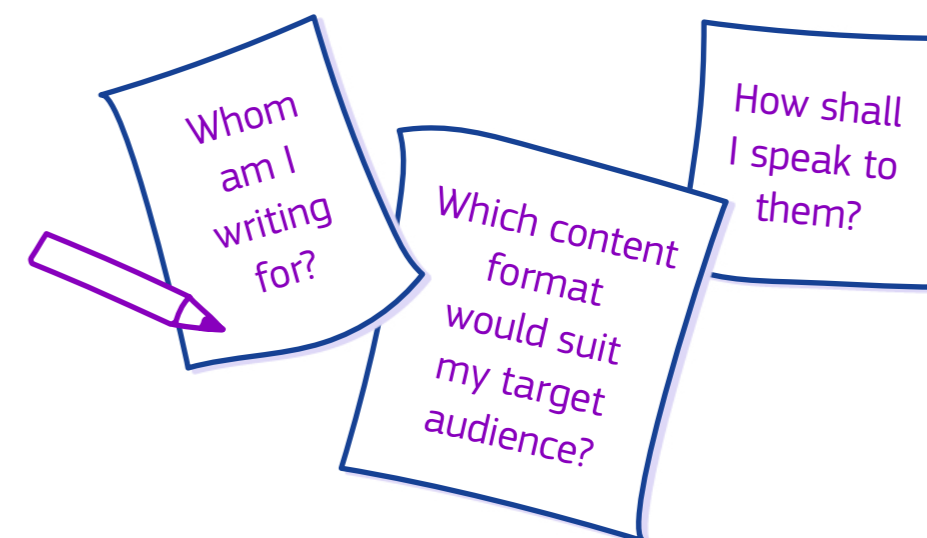 Whom
am I
writing
for?
Which content
format
would suit
my target
audience?
How shall
I speak to
them?